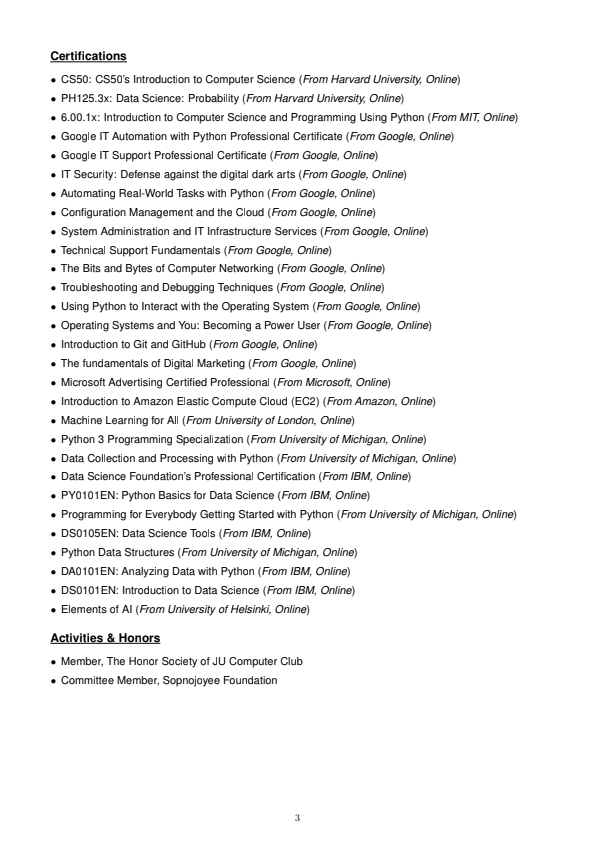 Certifications
• CS50: CS50's Introduction to Computer Science (From Harvard University, Online)
• PH125.3x: Data Science: Probability (From Harvard University, Online)
• 6.00.1x: Introduction to Computer Science and Programming Using Python (From MIT, Online)
• Google IT Automation with Python Professional Certificate (From Google, Online)
• Google IT Support Professional Certificate (From Google, Online)
• IT Security: Defense against the digital dark arts (From Google, Online)
• Automating Real-World Tasks with Python (From Google, Online)
• Configuration Management and the Cloud (From Google, Online)
• System Administration and IT Infrastructure Services (From Google, Online)
• Technical Support Fundamentals (From Google, Online)
• The Bits and Bytes of Computer Networking (From Google, Online)
• Troubleshooting and Debugging Techniques (From Google, Online)
• Using Python to Interact with the Operating System (From Google, Online)
• Operating Systems and You: Becoming a Power User (From Google, Online)
• Introduction to Git and GitHub (From Google, Online)
• The fundamentals of Digital Marketing (From Google, Online)
• Microsoft Advertising Certified Professional (From Microsoft, Online)
• Introduction to Amazon Elastic Compute Cloud (EC2) (From Amazon, Online)
• Machine Learning for All (From University of London, Online)
• Python 3 Programming Specialization (From University of Michigan, Online)
• Data Collection and Processing with Python (From University of Michigan, Online)
• Data Science Foundation's Professional Certification (From IBM, Online)
• PY0101EN: Python Basics for Data Science (From IBM, Online)
• Programming for Everybody Getting Started with Python (From University of Michigan, Online)
• DS0105EN: Data Science Tools (From IBM, Online)
• Python Data Structures (From University of Michigan, Online)
• DA0101EN: Analyzing Data with Python (From IBM, Online)
• DS0101EN: Introduction to Data Science (From IBM, Online)
• Elements of AI (From University of Helsinki, Online)
Activities & Honors
• Member, The Honor Society of JU Computer Club
• Committee Member, Sopnojoyee Foundation
3